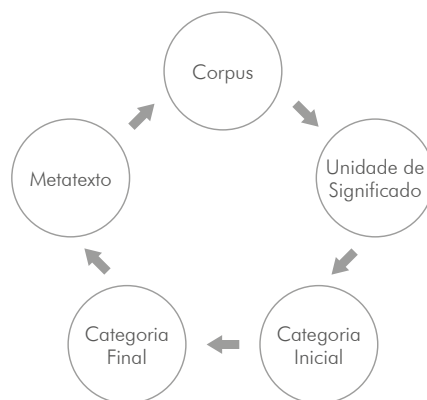 Corpus
Unidade de
Significado
Categoria
Inicial
Categoria
Final
Metatexto